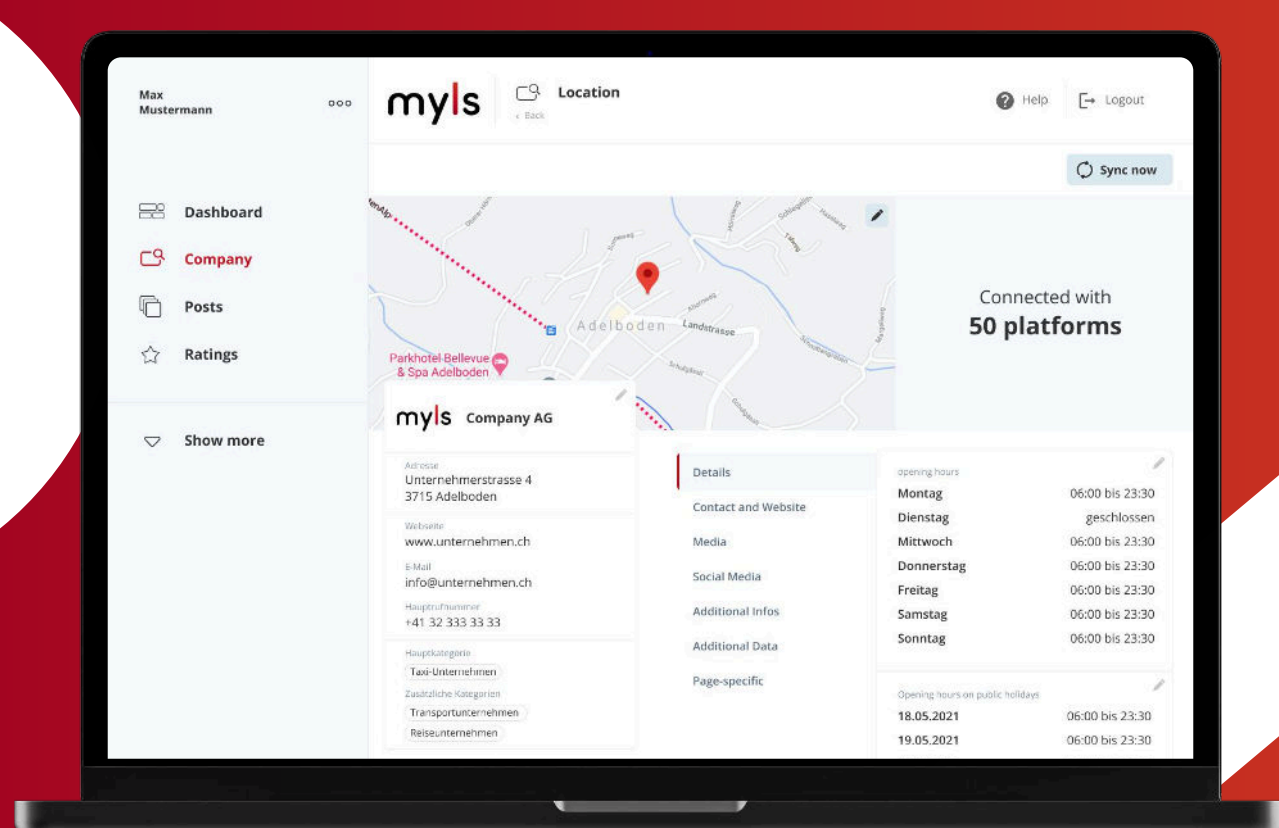 Max
Mustermann
myls
Location
‹ Back
Help
Logout
Sync now
Dashboard
Company
Posts
Ratings
Show more
Adelboden
Landstrasse
Parkhotel Bellevue
& Spa Adelboden
Connected with
50 platforms
myls Company AG
Adresse
Unternehmerstrasse 4
3715 Adelboden
Webseite
www.unternehmen.ch
E-Mail
info@unternehmen.ch
Hauptrufnummer
+41 32 333 33 33
Hauptkategorie
Taxi-Unternehmen
Zusätzliche Kategorien
Transportunternehmen
Reiseunternehmen
Details
Contact and Website
Media
Social Media
Additional Infos
Additional Data
Page-specific
opening hours
Montag 06:00 bis 23:30
Dienstag geschlossen
Mittwoch 06:00 bis 23:30
Donnerstag 06:00 bis 23:30
Freitag 06:00 bis 23:30
Samstag 06:00 bis 23:30
Sonntag 06:00 bis 23:30
Opening hours on public holidays
18.05.2021 06:00 bis 23:30
19.05.2021 06:00 bis 23:30